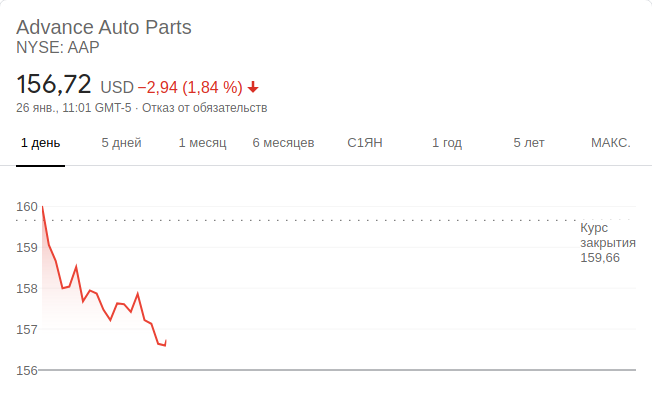 Advance Auto Parts
NYSE: AAP
156,72 USD −2,94 (1,84 %)
26 янв., 11:01 GMT-5 · Отказ от обязательств
1 день 5 дней 1 месяц 6 месяцев С1ЯН 1 год 5 лет МАКС.
160
Курс
закрытия
159,66
159
158
157
156